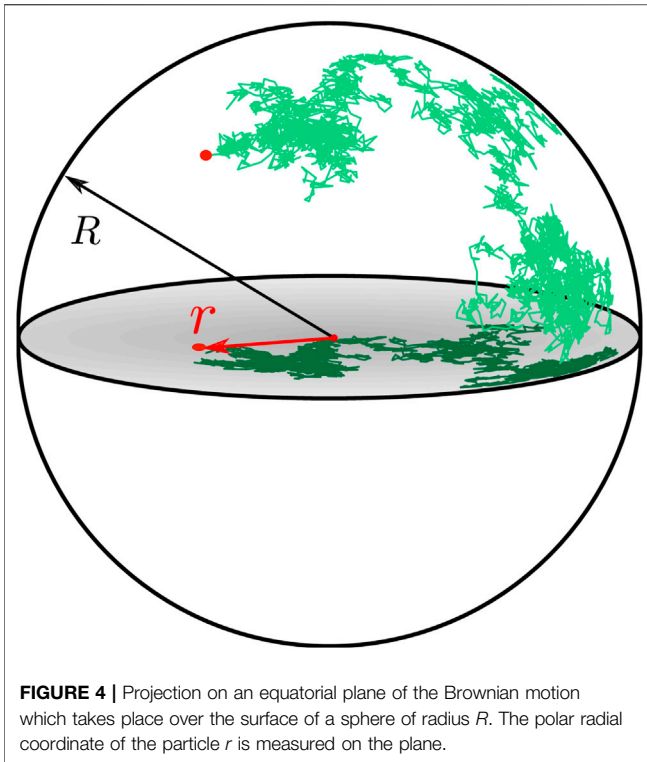 R
r
FIGURE 4 | Projection on an equatorial plane of the Brownian motion
which takes place over the surface of a sphere of radius R. The polar radial
coordinate of the particle r is measured on the plane.